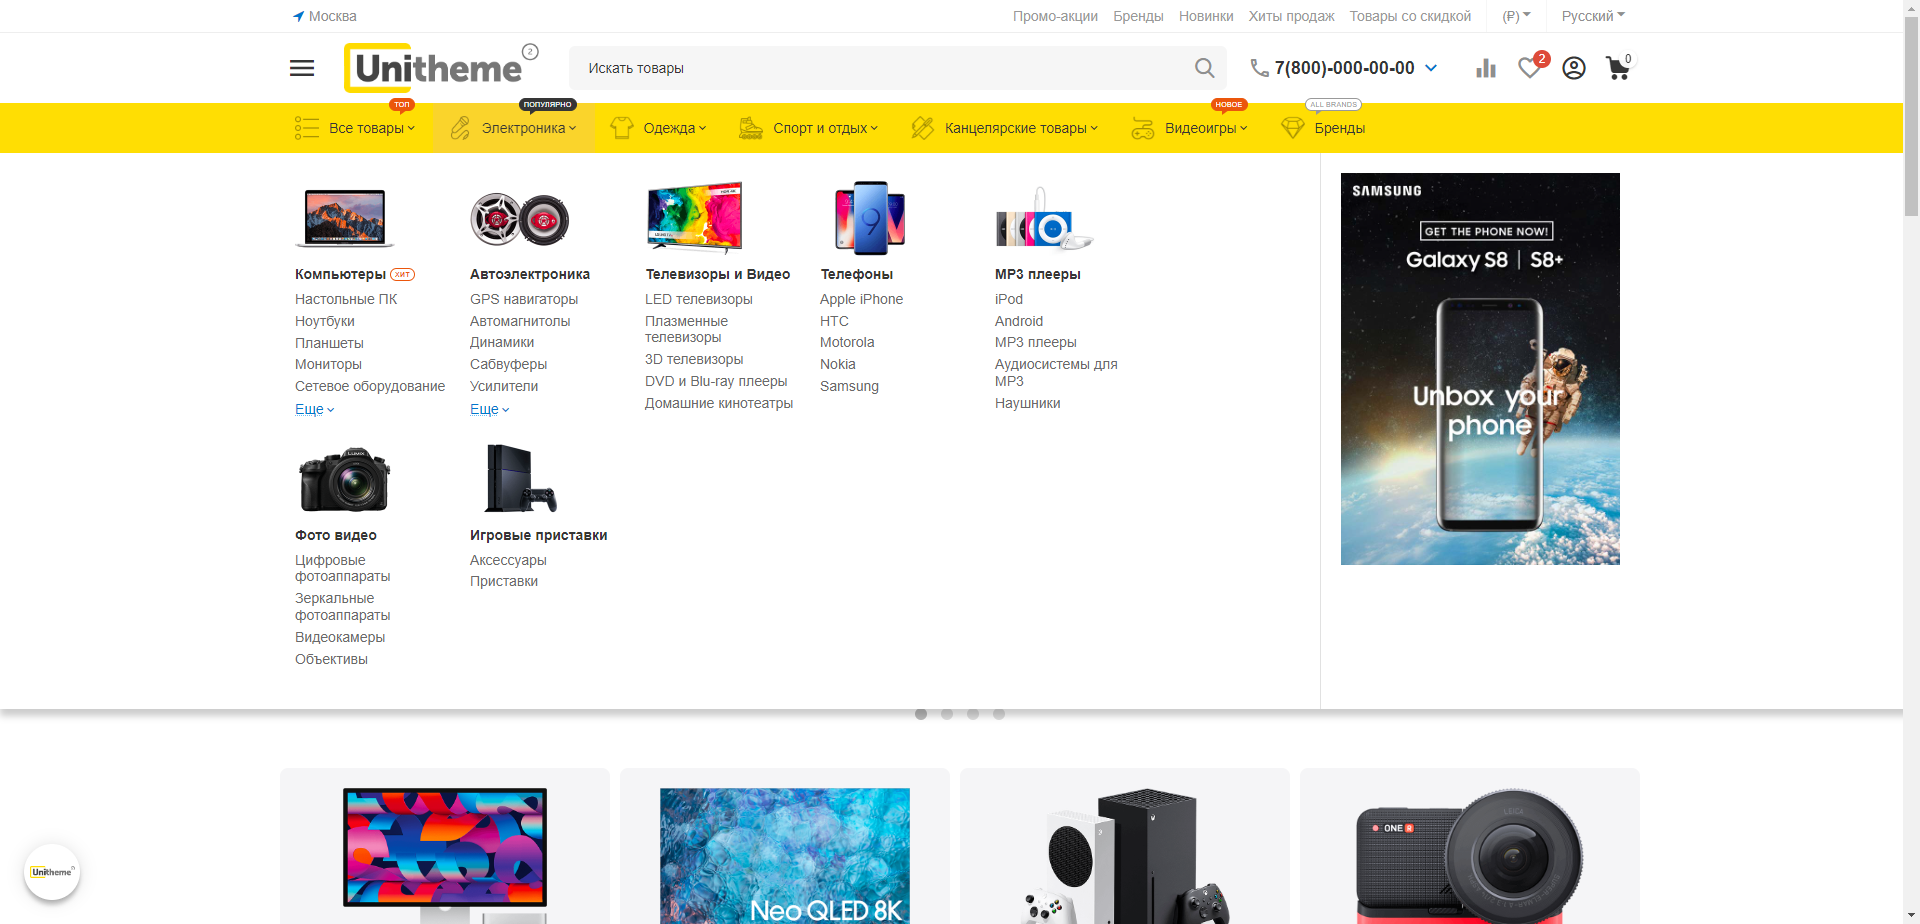 Москва
Промо-акции Бренды Новинки Хиты продаж Товары со скидкой (₽) Русский
Unitheme 2
Искать товары
7(800)-000-00-00
2
0
ТОП
ПОПУЛЯРНО
НОВОЕ
ALL BRANDS
Все товары Электроника Одежда Спорт и отдых Канцелярские товары Видеоигры Бренды
Компьютеры ХИТ
Настольные ПК
Ноутбуки
Планшеты
Мониторы
Сетевое оборудование
Еще
Автоэлектроника
GPS навигаторы
Автомагнитолы
Динамики
Сабвуферы
Усилители
Еще
Телевизоры и Видео
LED телевизоры
Плазменные
телевизоры
3D телевизоры
DVD и Blu-ray плееры
Домашние кинотеатры
9
Телефоны
Apple iPhone
HTC
Motorola
Nokia
Samsung
MP3 плееры
iPod
Android
MP3 плееры
Аудиосистемы для
MP3
Наушники
LUMIX
Фото видео
Цифровые
фотоаппараты
Зеркальные
фотоаппараты
Видеокамеры
Объективы
Игровые приставки
Аксессуары
Приставки
SAMSUNG
GET THE PHONE NOW!
Galaxy S8 | S8+
Unbox your
phone
Neo QLED 8K
ONE R
LEICA
Unitheme